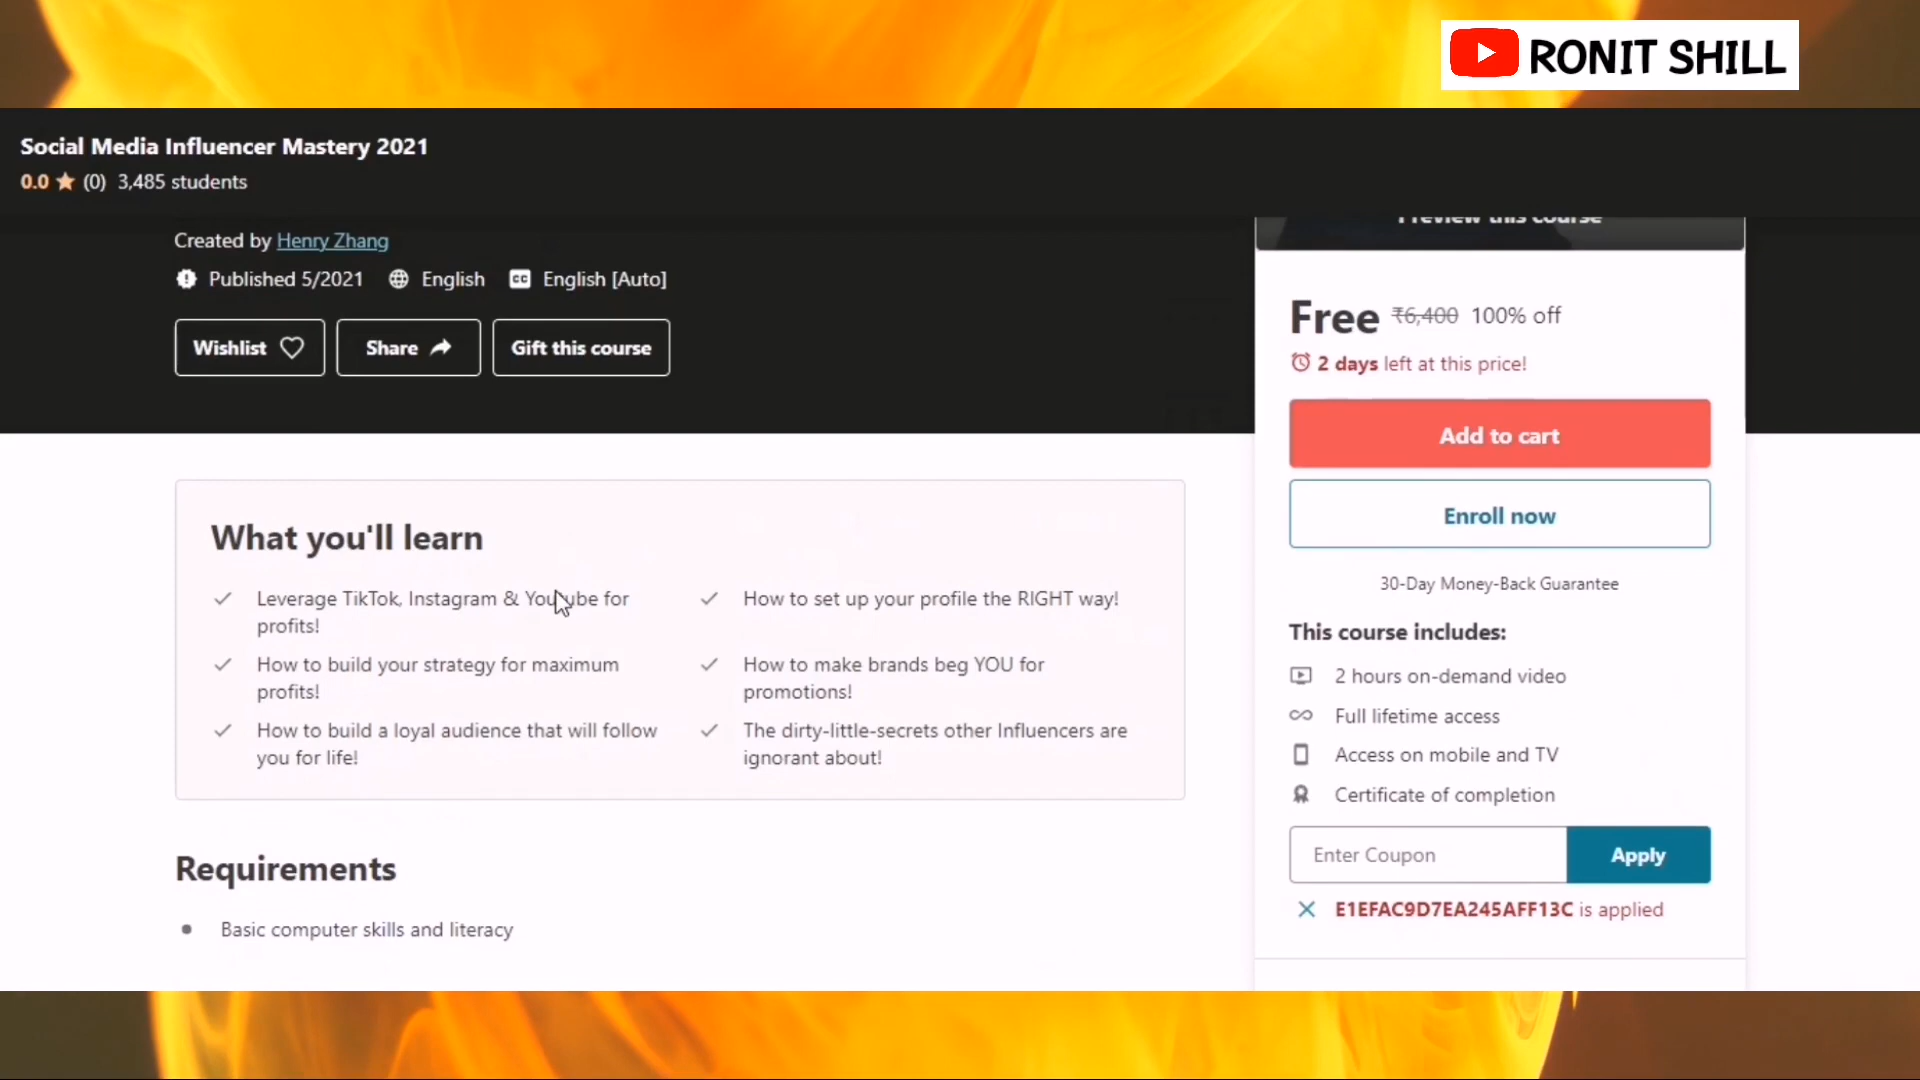 RONIT SHILL
Social Media Influencer Mastery 2021
0.0 (0) 3,485 students
Created by Henry Zhang
Published 5/2021 English CC English [Auto]
Wishlist Share Gift this course
Preview this course
Free ₹6,400 100% off
2 days left at this price!
Add to cart
Enroll now
30-Day Money-Back Guarantee
This course includes:
2 hours on-demand video
Full lifetime access
Access on mobile and TV
Certificate of completion
Enter Coupon Apply
E1EFAC9D7EA245AFF13C is applied
What you'll learn
Leverage TikTok, Instagram & Youtube for
profits!
How to set up your profile the RIGHT way!
How to build your strategy for maximum
profits!
How to make brands beg YOU for
promotions!
How to build a loyal audience that will follow
you for life!
The dirty-little-secrets other Influencers are
ignorant about!
Requirements
Basic computer skills and literacy